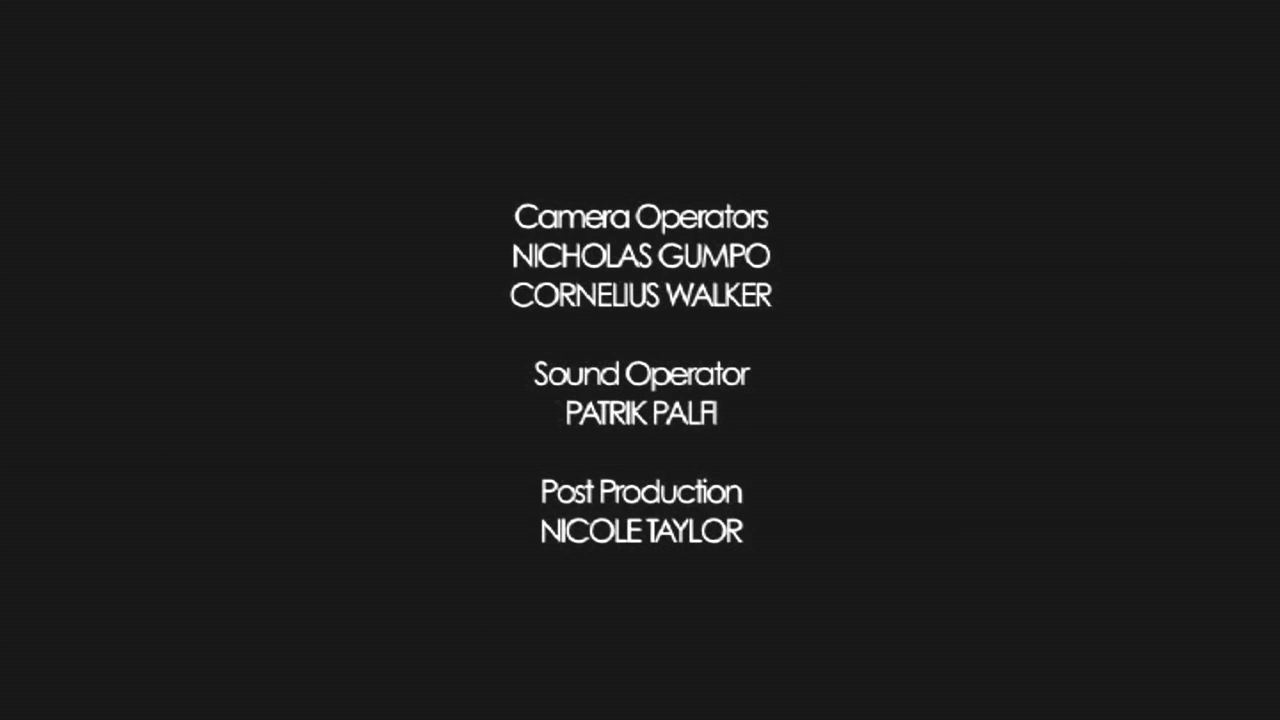 Camera Operators
NICHOLAS GUMPO
CORNELIUS WALKER
Sound Operator
PATRIK PALFI
Post Production
NICOLE TAYLOR